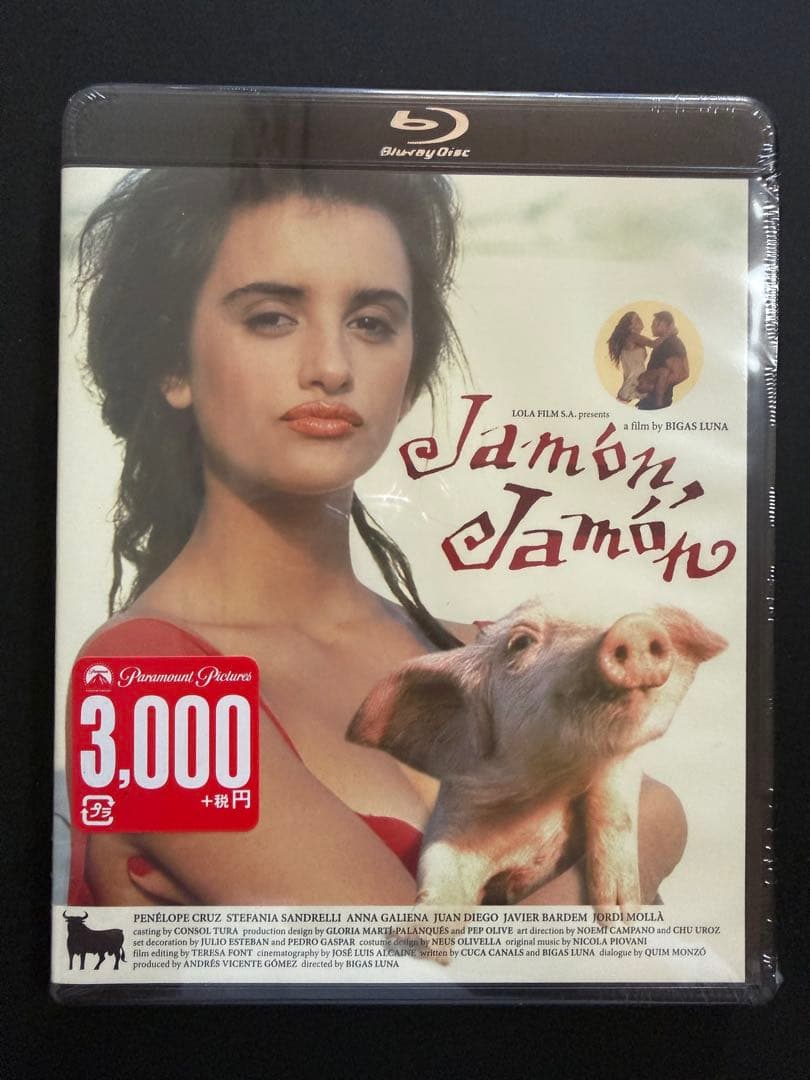 Blu-ray Disc
LOLA FILM S.A. presents
a film by BIGAS LUNA
Jamón,
Jamón
Paramount Pictures
3,000
+税 円
プラ
PENÉLOPE CRUZ STEFANIA SANDRELLI ANNA GALIENA JUAN DIEGO JAVIER BARDEM JORDI MOLLÀ
casting by CONSOL TURA production design by GLORIA MARTÍ-PALANQUÉS and PEP OLIVE art direction by NOEMÍ CAMPANO and CHU UROZ
set decoration by JULIO ESTEBAN and PEDRO GASPAR costume design by NEUS OLIVELLA original music by NICOLA PIOVANI
film editing by TERESA FONT cinematography by JOSÉ LUIS ALCAINE written by CUCA CANALS and BIGAS LUNA dialogue by QUIM MONZÓ
produced by ANDRÉS VICENTE GÓMEZ directed by BIGAS LUNA